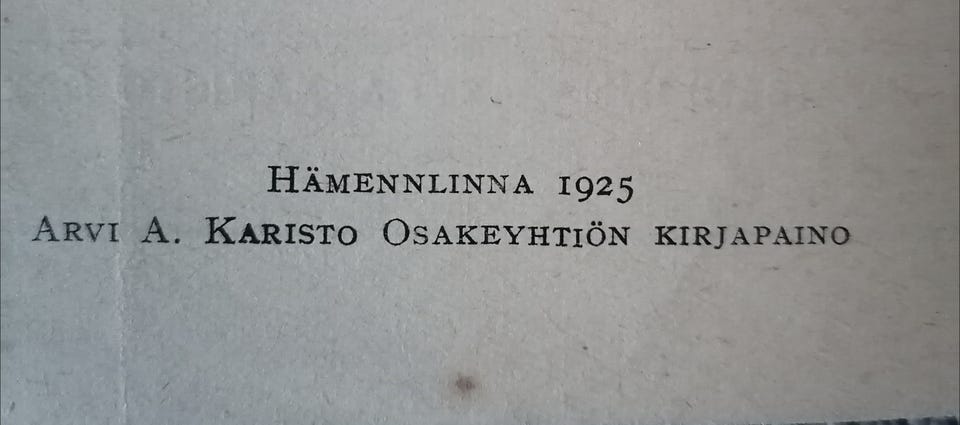 HÄMENNLINNA 1925
ARVI A. KARISTO OSAKEYHTIÖN KIRJAPAINO